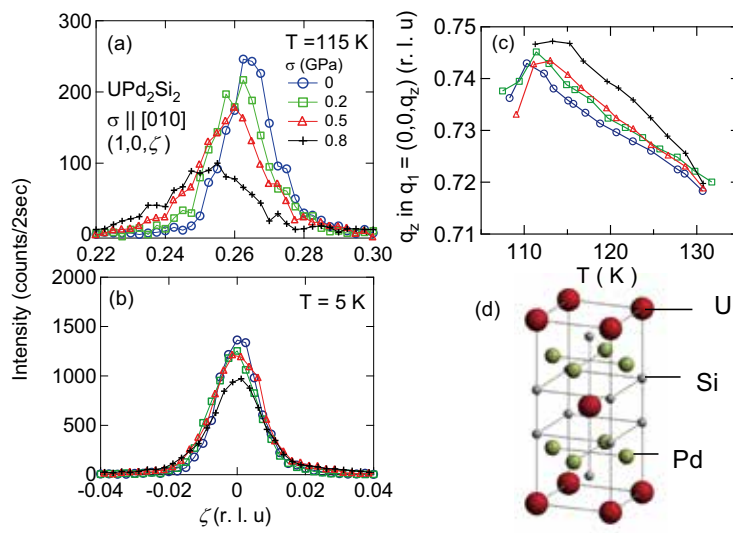 (a)
T =115 K
UPd₂Si₂
σ || [010]
(1,0,ζ)
σ (GPa)
0
0.2
0.5
0.8
300
200
100
0
0.22
0.24
0.26
0.28
0.30
Intensity (counts/2sec)
(b)
T = 5 K
2000
1500
1000
500
0
-0.04
-0.02
0
0.02
0.04
ζ (r. l. u)
(c)
0.75
0.74
0.73
0.72
0.71
110
120
130
q_z in q₁ = (0,0,q_z) (r. l. u)
T ( K )
(d)
U
Si
Pd